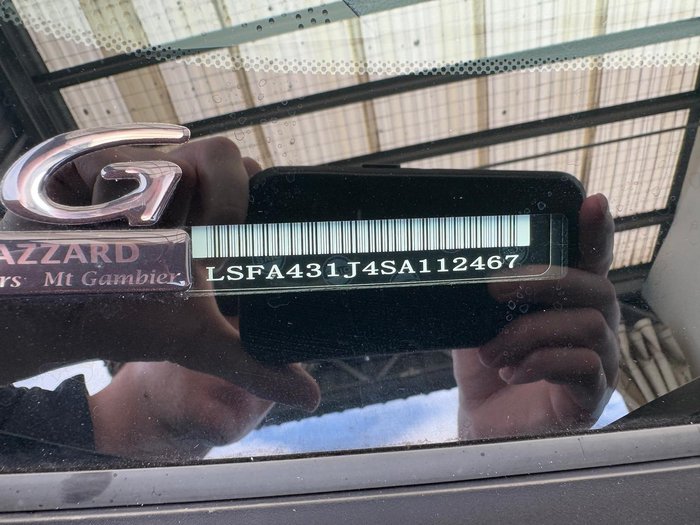 G
AZZARD
rs Mt Gambier
LSFA431J4SA112467